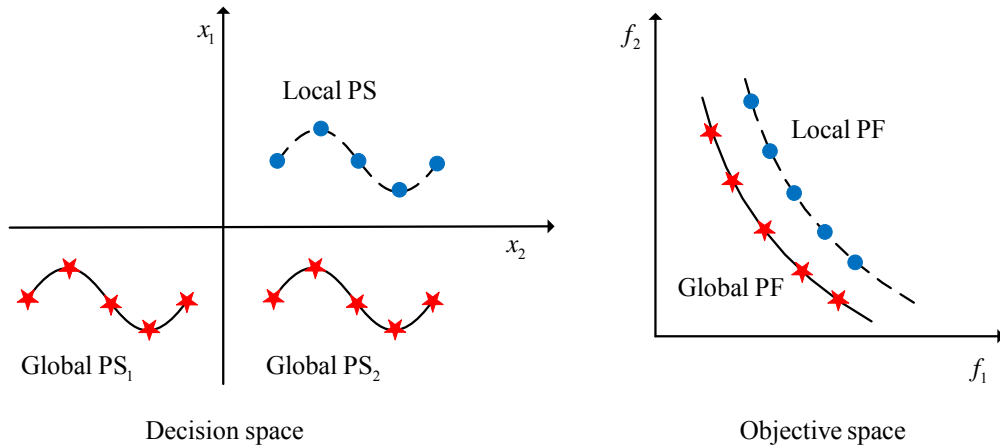 x₁
Local PS
x₂
Global PS₁
Global PS₂
Decision space
f₂
Local PF
Global PF
f₁
Objective space